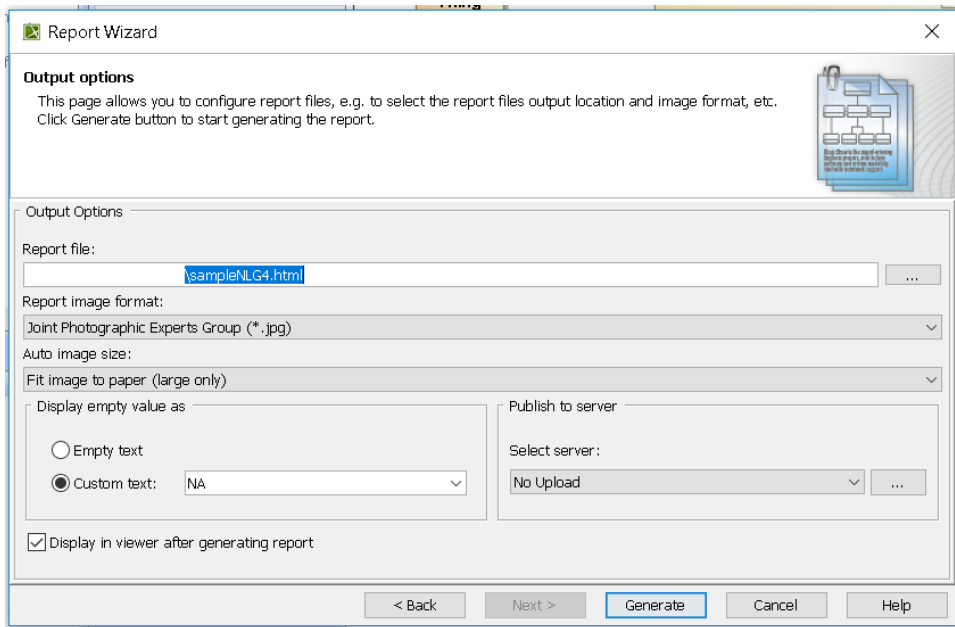 Thing
Report Wizard
Output options
This page allows you to configure report files, e.g. to select the report files output location and image format, etc.
Click Generate button to start generating the report.
Output Options
Report file:
\sampleNLG4.html
...
Report image format:
Joint Photographic Experts Group (*.jpg)
Auto image size:
Fit image to paper (large only)
Display empty value as
Publish to server
Empty text
Select server:
Custom text:
NA
No Upload
...
Display in viewer after generating report
< Back
Next >
Generate
Cancel
Help